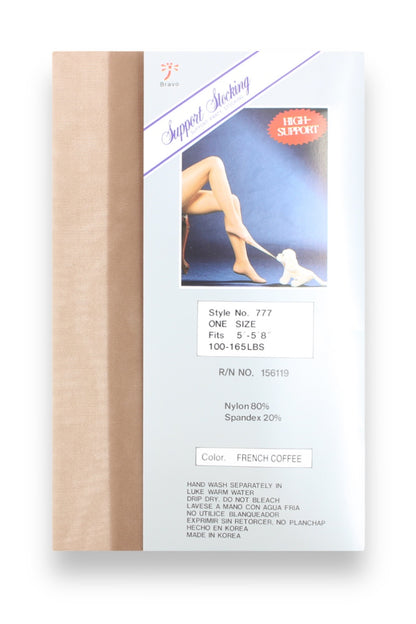 Bravo
Support Stocking
HIGH-
SUPPORT
Style No. 777
ONE SIZE
Fits 5'-5'8"
100-165LBS
R/N NO. 156119
Nylon 80%
Spandex 20%
Color. FRENCH COFFEE
HAND WASH SEPARATELY IN
LUKE WARM WATER
DRIP DRY. DO NOT BLEACH
LAVESE A MANO CON AGUA FRIA
NO UTILICE BLANQUEADOR
EXPRIMIR SIN RETORCER. NO PLANCHAP
HECHO EN KOREA
MADE IN KOREA